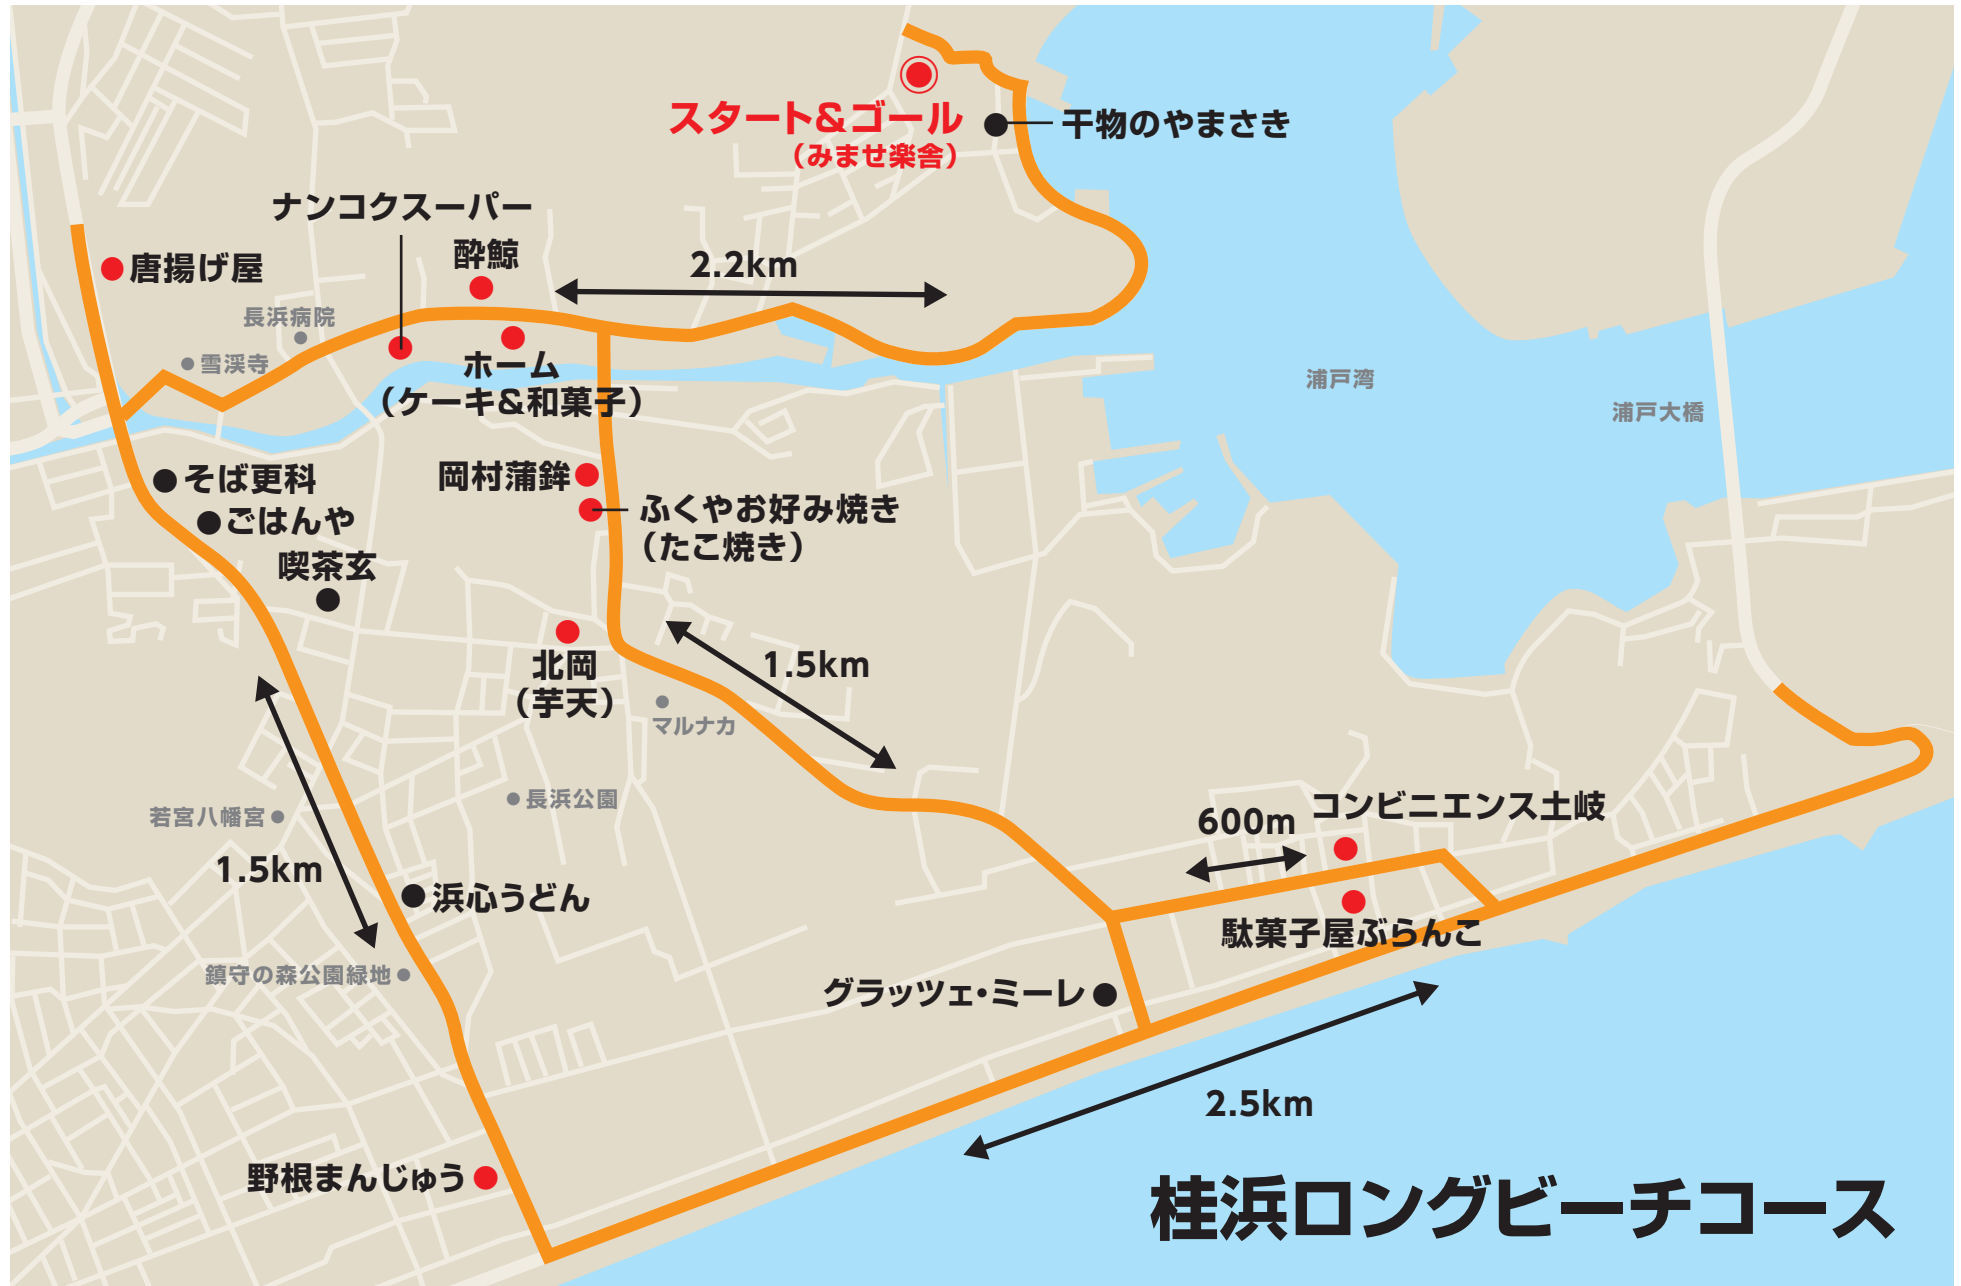 スタート&ゴール
（みませ楽舎）
干物のやまさき
ナンコクスーパー
酔鯨
2.2km
唐揚げ屋
長浜病院
雪渓寺
ホーム
（ケーキ&和菓子）
浦戸湾
浦戸大橋
そば更科
岡村蒲鉾
ごはんや
ふくやお好み焼き
（たこ焼き）
喫茶玄
北岡
（芋天）
1.5km
マルナカ
長浜公園
若宮八幡宮
1.5km
コンビニエンス土岐
600m
浜心うどん
駄菓子屋ぶらんこ
鎮守の森公園緑地
グラッツェ・ミーレ
2.5km
野根まんじゅう
桂浜ロングビーチコース